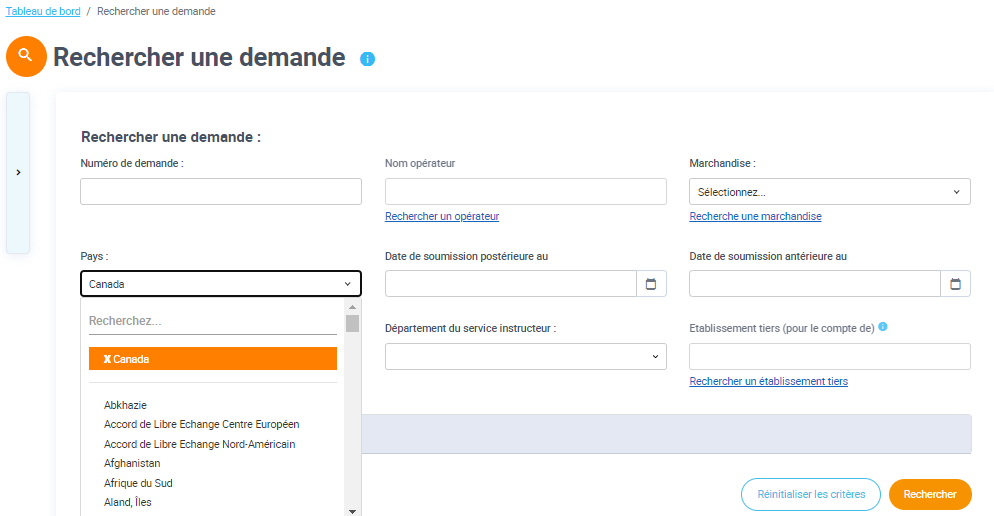 Tableau de bord / Rechercher une demande
Rechercher une demande
Rechercher une demande :
Numéro de demande :
Nom opérateur
Rechercher un opérateur
Marchandise :
Sélectionnez...
Recherche une marchandise
Pays :
Canada
Recherchez...
X Canada
Abkhazie
Accord de Libre Echange Centre Européen
Accord de Libre Echange Nord-Américain
Afghanistan
Afrique du Sud
Aland, Îles
Date de soumission postérieure au
Date de soumission antérieure au
Département du service instructeur :
Etablissement tiers (pour le compte de)
Rechercher un établissement tiers
Réinitialiser les critères
Rechercher